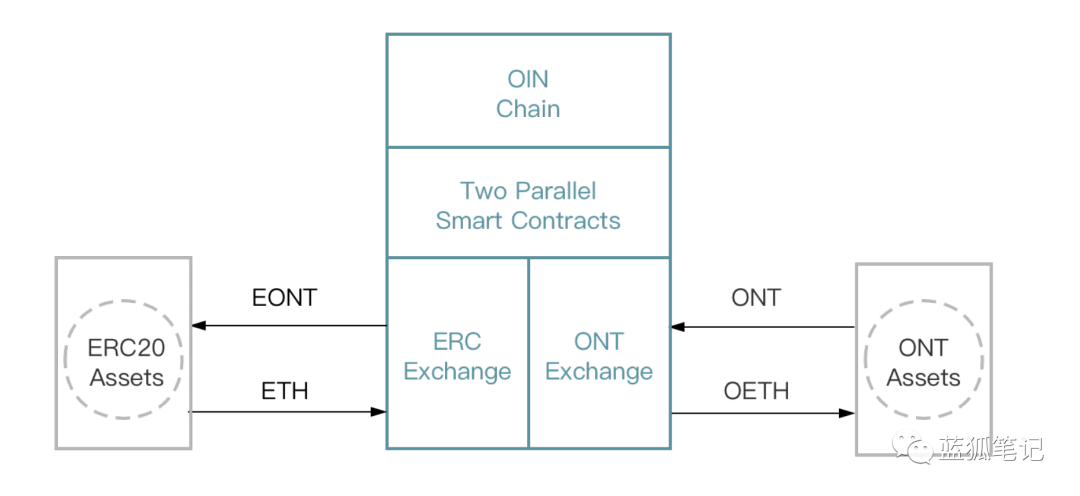 OIN
Chain
Two Parallel
Smart Contracts
EONT
ONT
ERC20
Assets
ERC
Exchange
ONT
Exchange
ONT
Assets
ETH
OETH
蓝狐笔记